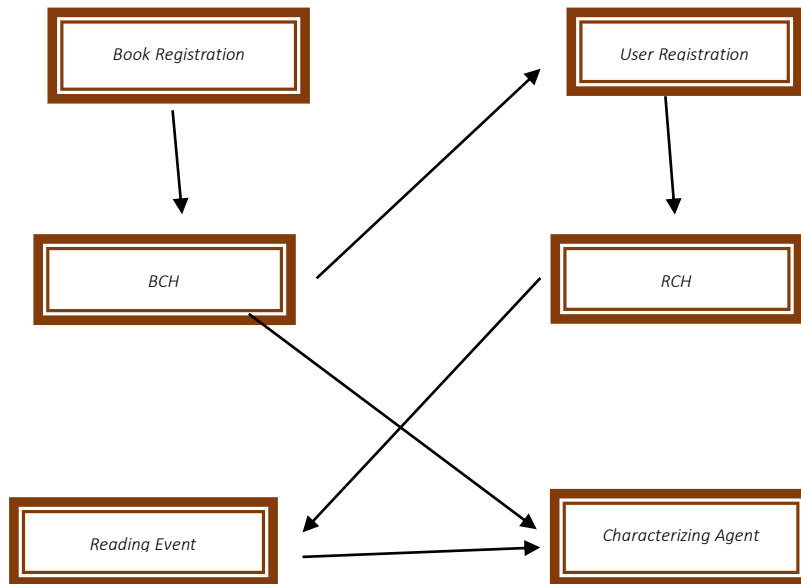 Book Registration
User Registration
BCH
RCH
Reading Event
Characterizing Agent